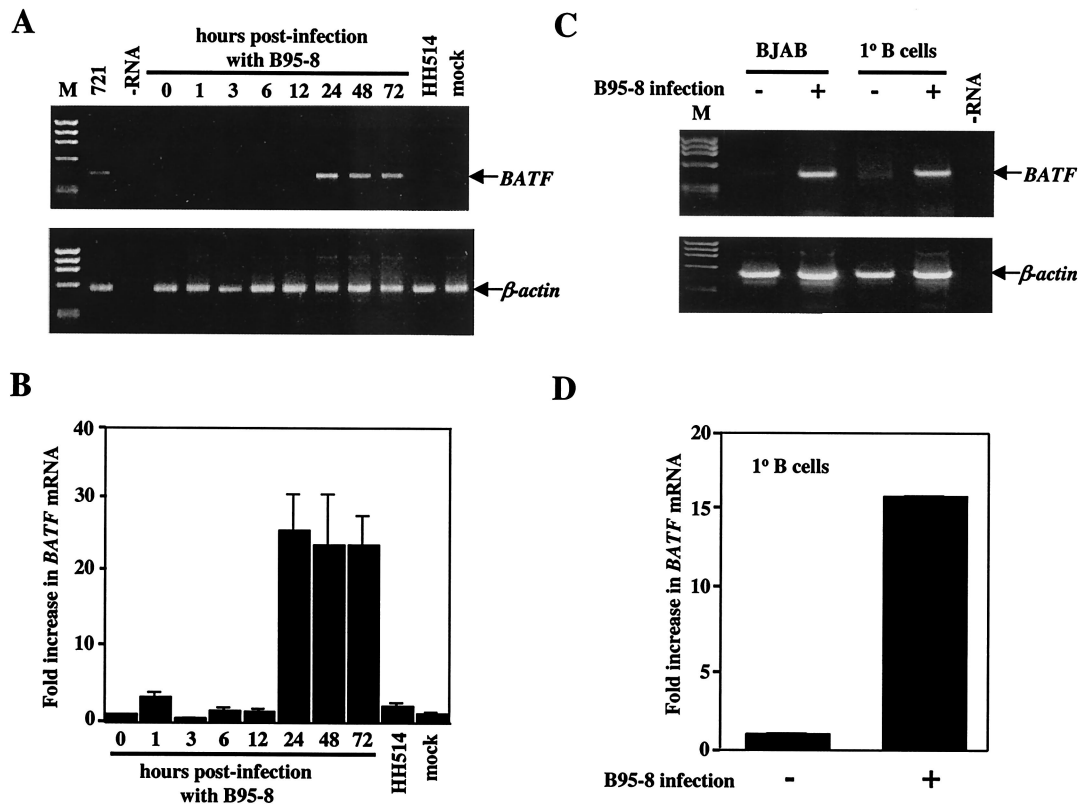 A
hours post-infection
with B95-8
M 721 -RNA 0 1 3 6 12 24 48 72 HH514 mock
BATF
β-actin
B
Fold increase in BATF mRNA
40
30
20
10
0
0 1 3 6 12 24 48 72 HH514 mock
hours post-infection
with B95-8
C
BJAB 1º B cells
B95-8 infection - + - + -RNA
M
BATF
β-actin
D
Fold increase in BATF mRNA
20
15
10
5
0
1º B cells
B95-8 infection - +